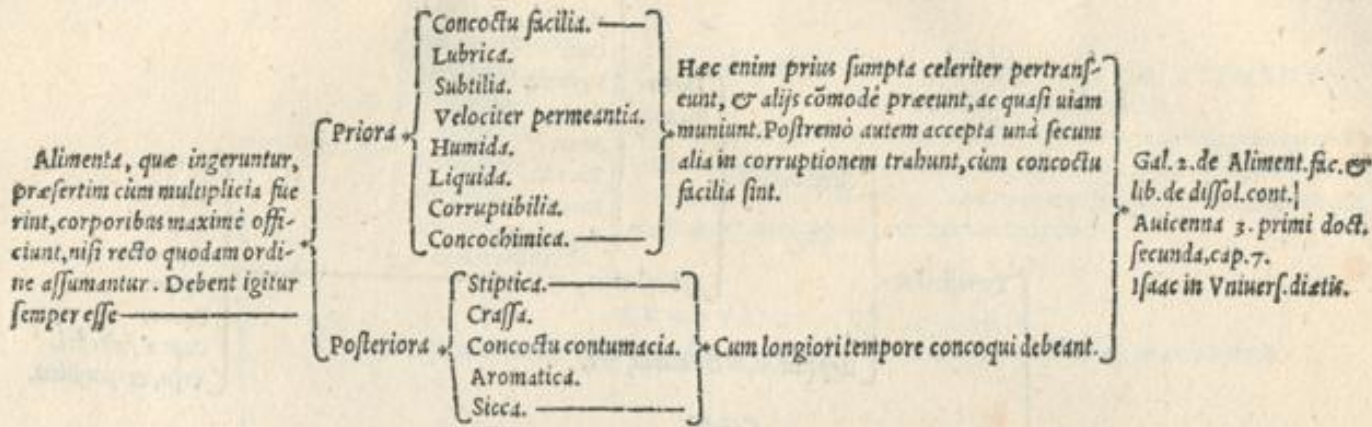 Alimenta, quæ ingeruntur,
præsertim cùm multiplicia fue
rint, corporibus maximè offi-
ciunt, nisi recto quodam ordi-
ne assumantur. Debent igitur
semper esse
Priora
Concoctu facilia.
Lubrica.
Subtilia.
Velociter permeantia.
Humida.
Liquida.
Corruptibilia.
Concochimica.
Hæc enim prius sumpta celeriter pertrans-
eunt, & alijs cōmodè præeunt, ac quasi uiam
muniunt. Postremò autem accepta unà secum
alia in corruptionem trahunt, cùm concoctu
facilia sint.
Posteriora
Stiptica.
Crassa.
Concoctu contumacia.
Aromatica.
Sicca.
Cum longiori tempore concoqui debeant.
Gal. 2. de Aliment. fac. &
lib. de dissol. cont.
Auicenna 3. primi doct.
secunda, cap. 7.
Isaac in Vniuers. diætis.